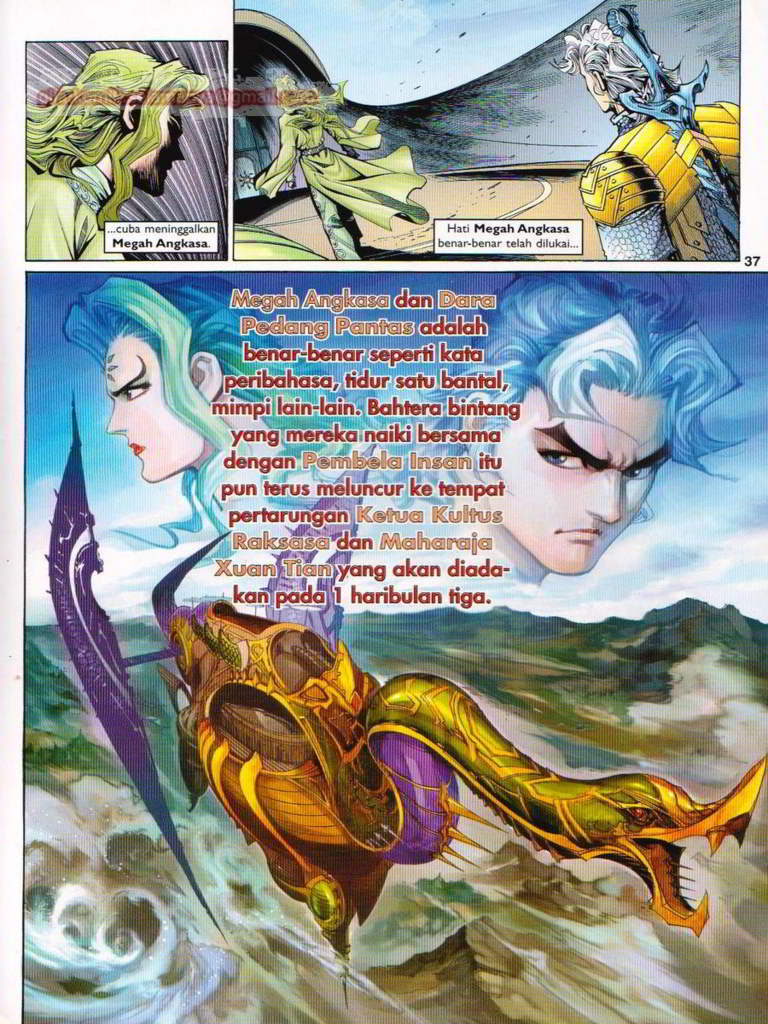 ...cuba meninggalkan
Megah Angkasa.
Hati Megah Angkasa
benar-benar telah dilukai...
37
Megah Angkasa dan Dara
Pedang Pantas adalah
benar-benar seperti kata
peribahasa, tidur satu bantal,
mimpi lain-lain. Bahtera bintang
yang mereka naiki bersama
dengan Pembela Insan itu
pun terus meluncur ke tempat
pertarungan Ketua Kultus
Raksasa dan Maharaja
Xuan Tian yang akan diada-
kan pada 1 haribulan tiga.